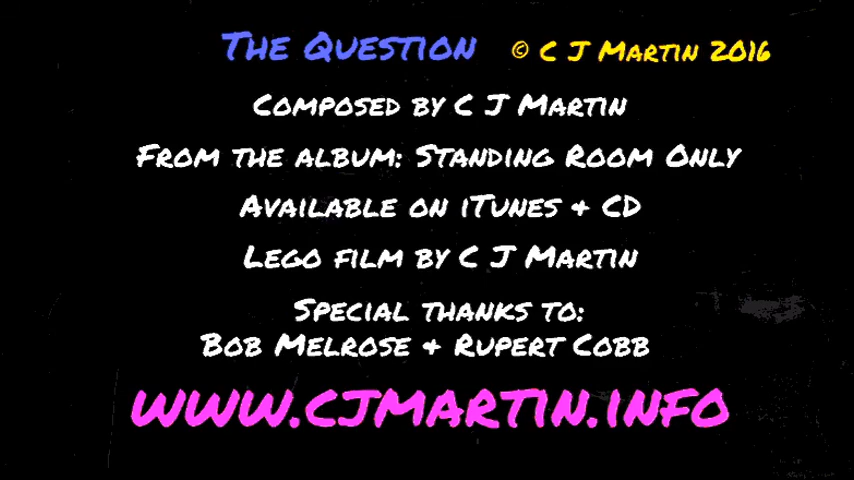 The Question © C J Martin 2016
Composed by C J Martin
From the album: Standing Room Only
Available on iTunes & CD
Lego film by C J Martin
Special thanks to:
Bob Melrose & Rupert Cobb
www.cjmartin.info